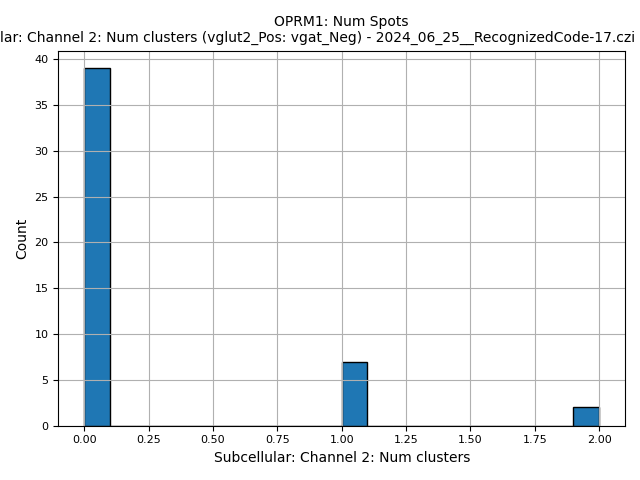 OPRM1: Num Spots
lar: Channel 2: Num clusters (vglut2_Pos: vgat_Neg) - 2024_06_25__RecognizedCode-17.czi
40
35
30
25
20
15
10
5
0
Count
0.00 0.25 0.50 0.75 1.00 1.25 1.50 1.75 2.00
Subcellular: Channel 2: Num clusters